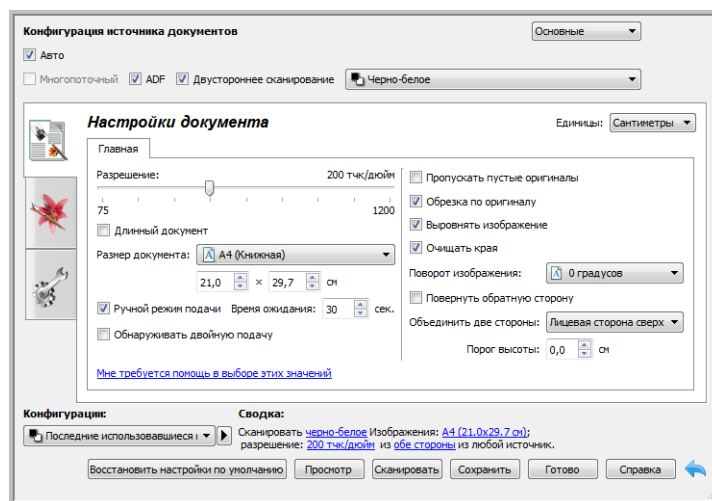 Конфигурация источника документов
Основные
Авто
Многопоточный ADF Двустороннее сканирование Черно-белое
Настройки документа
Единицы: Сантиметры
Главная
Разрешение: 200 тчк/дюйм
75 1200
Длинный документ
Размер документа: A4 (Книжная)
21,0 × 29,7 см
Ручной режим подачи Время ожидания: 30 сек.
Обнаруживать двойную подачу
Мне требуется помощь в выборе этих значений
Пропускать пустые оригиналы
Обрезка по оригиналу
Выровнять изображение
Очищать края
Поворот изображения: 0 градусов
Повернуть обратную сторону
Объединить две стороны: Лицевая сторона сверх
Порог высоты: 0,0 см
Конфигурации:
Последние использовавшиеся
Сводка:
Сканировать черно-белое Изображения: A4 (21.0x29.7 см);
разрешение: 200 тчк/дюйм из обе стороны из любой источник.
Восстановить настройки по умолчанию Просмотр Сканировать Сохранить Готово Справка